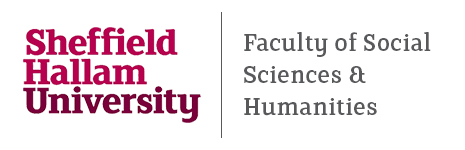 Sheffield
Hallam
University
Faculty of Social
Sciences &
Humanities